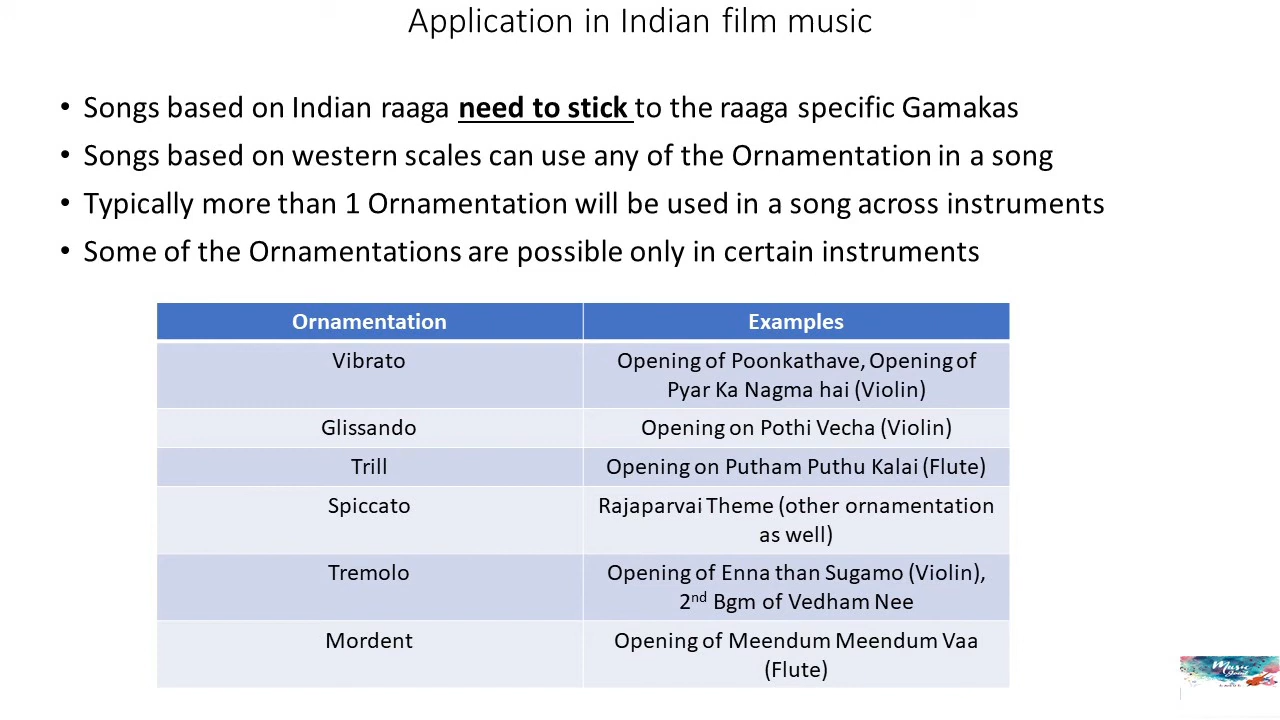 Application in Indian film music
• Songs based on Indian raaga need to stick to the raaga specific Gamakas
• Songs based on western scales can use any of the Ornamentation in a song
• Typically more than 1 Ornamentation will be used in a song across instruments
• Some of the Ornamentations are possible only in certain instruments
Ornamentation Examples
Vibrato Opening of Poonkathave, Opening of
Pyar Ka Nagma hai (Violin)
Glissando Opening on Pothi Vecha (Violin)
Trill Opening on Putham Puthu Kalai (Flute)
Spiccato Rajaparvai Theme (other ornamentation
as well)
Tremolo Opening of Enna than Sugamo (Violin),
2nd Bgm of Vedham Nee
Mordent Opening of Meendum Meendum Vaa
(Flute)
Music